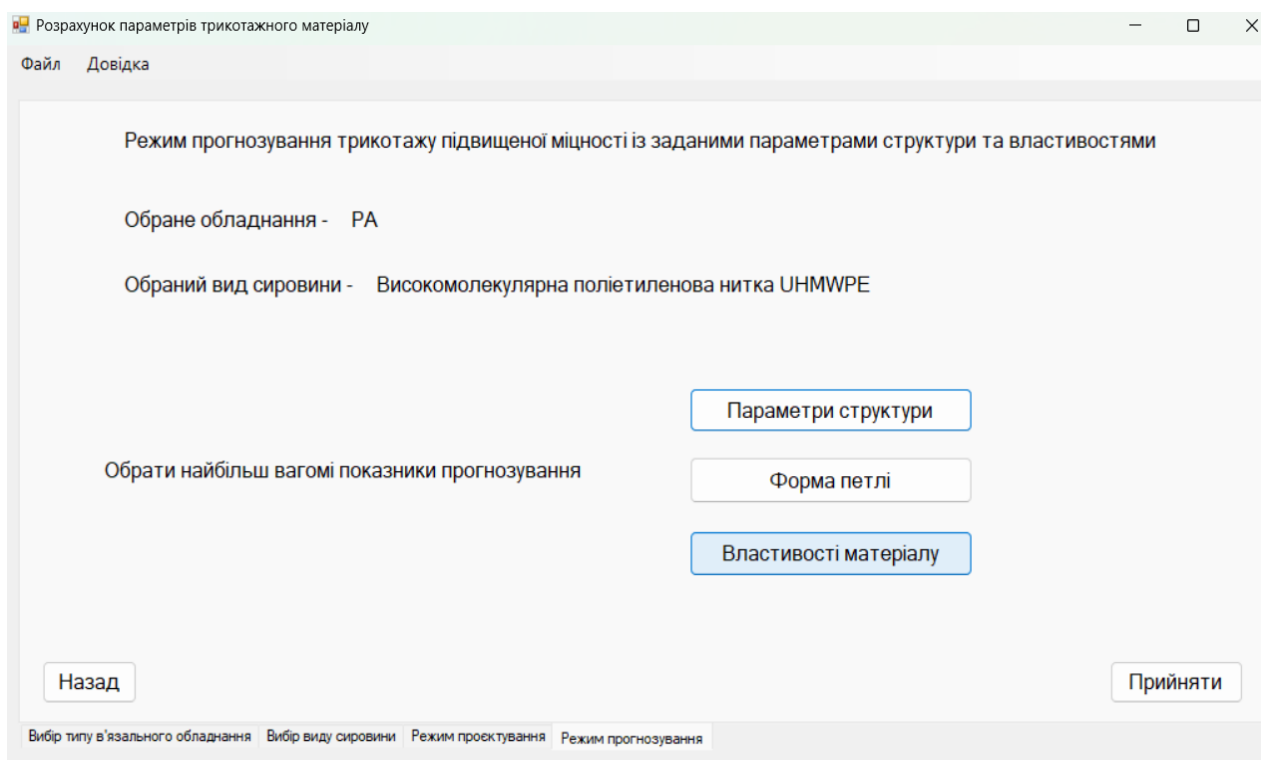 Розрахунок параметрів трикотажного матеріалу
Файл Довідка
Режим прогнозування трикотажу підвищеної міцності із заданими параметрами структури та властивостями
Обране обладнання - РА
Обраний вид сировини - Високомолекулярна поліетиленова нитка UHMWPE
Параметри структури
Обрати найбільш вагомі показники прогнозування
Форма петлі
Властивості матеріалу
Назад
Прийняти
Вибір типу в'язального обладнання Вибір виду сировини Режим проєктування Режим прогнозування